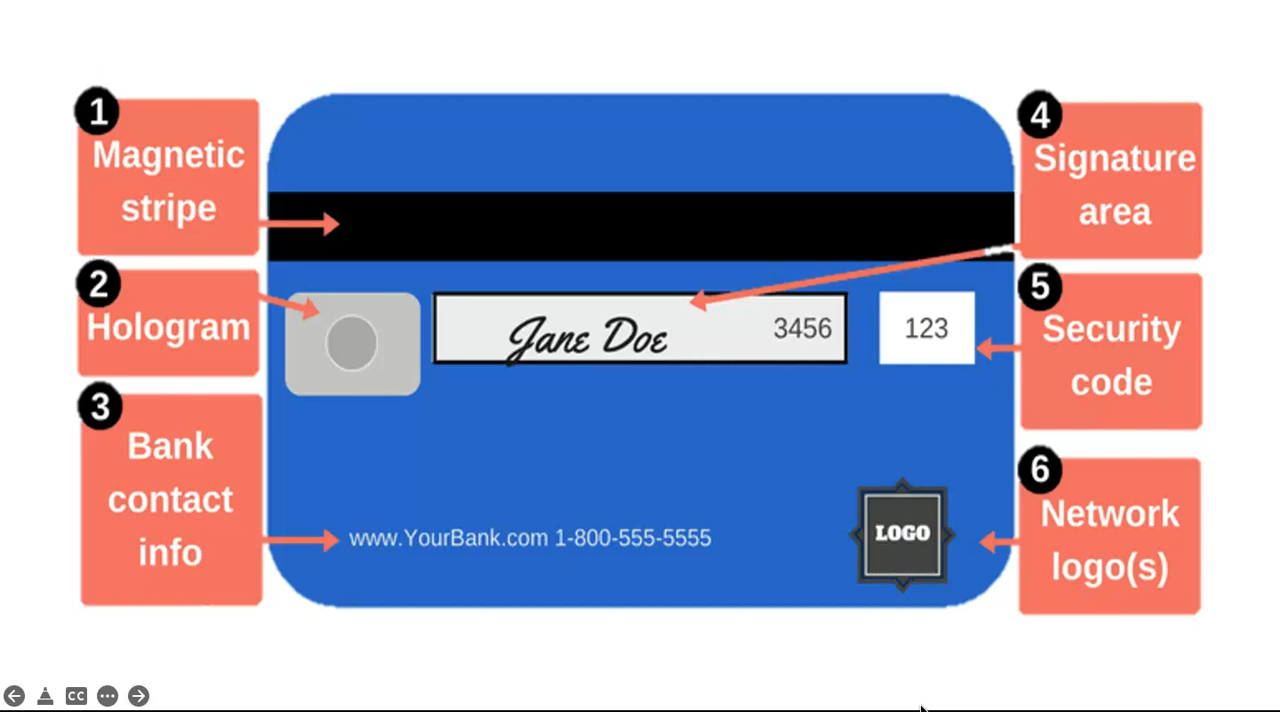 1
Magnetic
stripe
2
Hologram
3
Bank
contact
info
Jane Doe 3456
123
www.YourBank.com 1-800-555-5555
LOGO
4
Signature
area
5
Security
code
6
Network
logo(s)
CC